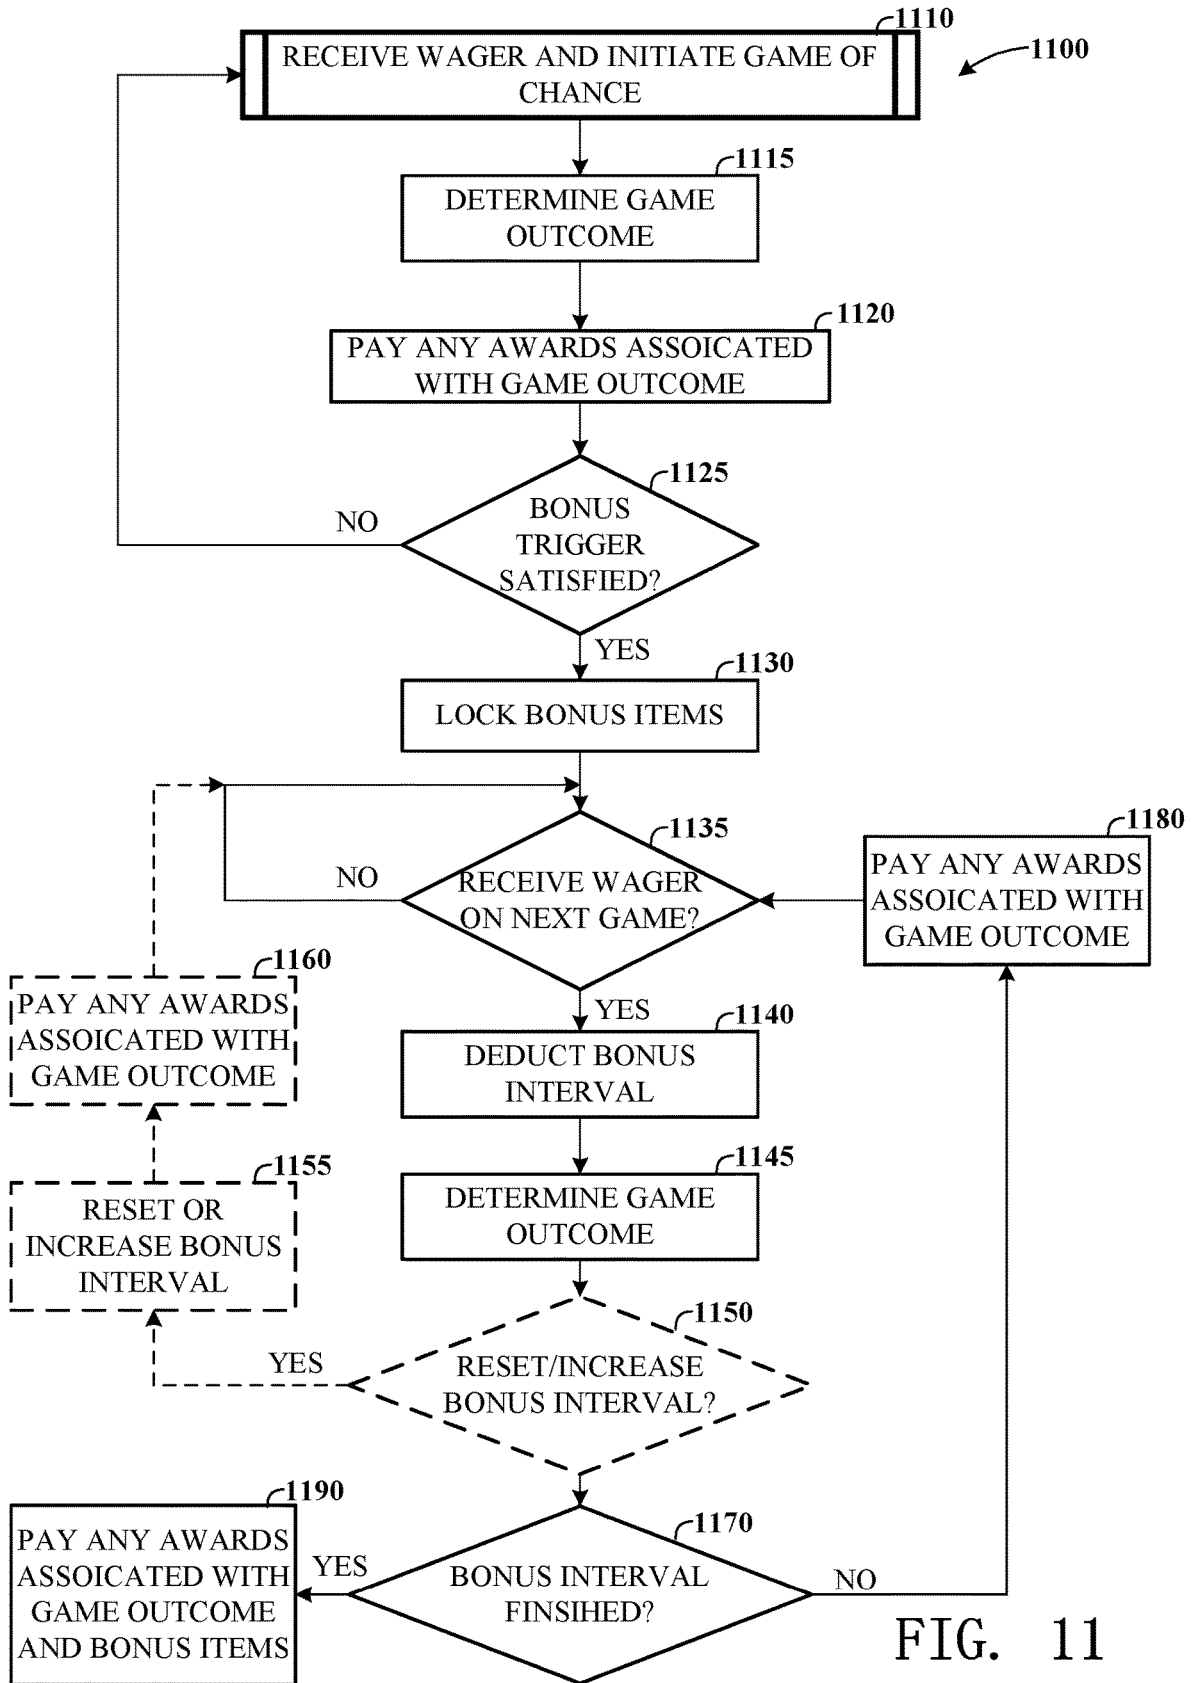 1110
RECEIVE WAGER AND INITIATE GAME OF
CHANCE
1100
1115
DETERMINE GAME
OUTCOME
1120
PAY ANY AWARDS ASSOICATED
WITH GAME OUTCOME
1125
BONUS
TRIGGER
SATISFIED?
NO
YES
1130
LOCK BONUS ITEMS
1135
RECEIVE WAGER
ON NEXT GAME?
NO
1180
PAY ANY AWARDS
ASSOICATED WITH
GAME OUTCOME
YES
1140
DEDUCT BONUS
INTERVAL
1160
PAY ANY AWARDS
ASSOICATED WITH
GAME OUTCOME
1145
DETERMINE GAME
OUTCOME
1155
RESET OR
INCREASE BONUS
INTERVAL
1150
RESET/INCREASE
BONUS INTERVAL?
YES
1170
BONUS INTERVAL
FINSIHED?
YES
NO
1190
PAY ANY AWARDS
ASSOICATED WITH
GAME OUTCOME
AND BONUS ITEMS
FIG. 11